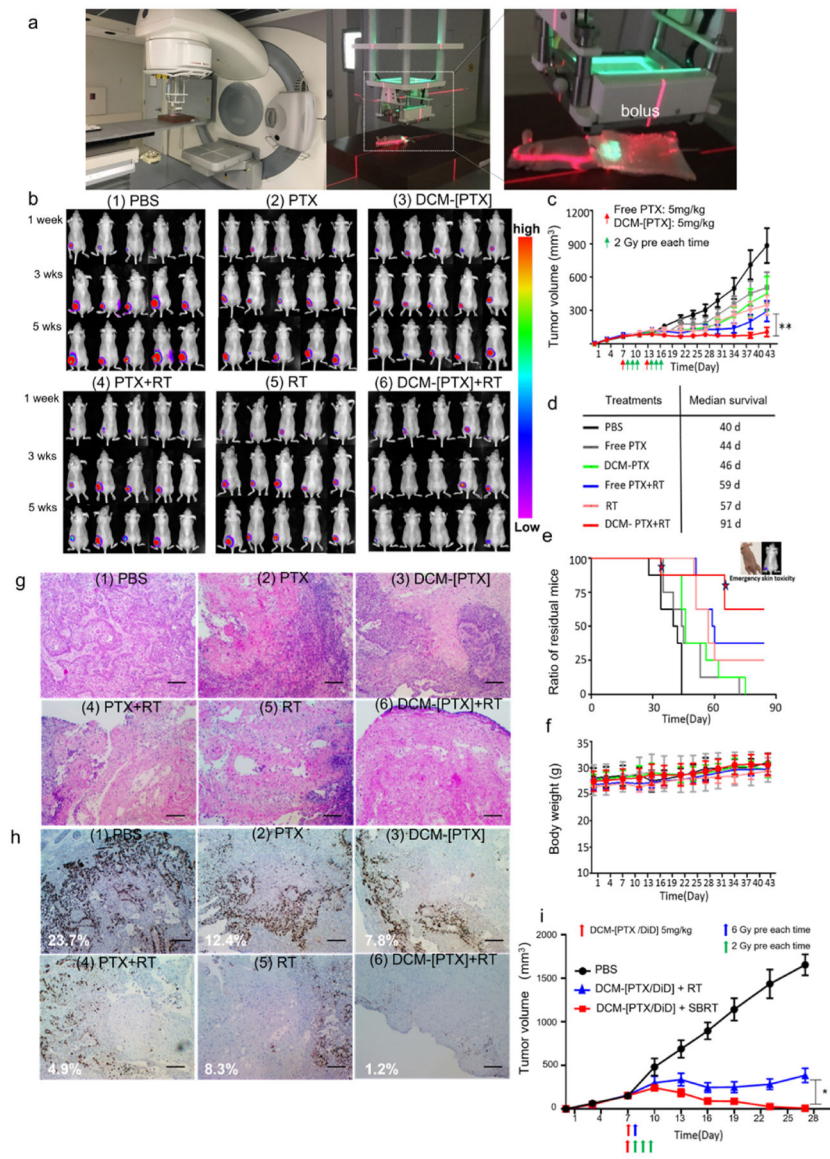 a
bolus
b
(1) PBS
(2) PTX
(3) DCM-[PTX]
1 week
3 wks
5 wks
(4) PTX+RT
(5) RT
(6) DCM-[PTX]+RT
1 week
3 wks
5 wks
high
Low
c
Free PTX: 5mg/kg
DCM-[PTX]: 5mg/kg
2 Gy pre each time
Tumor volume (mm³)
1200
900
600
300
**
1 4 7 10 13 16 19 22 25 28 31 34 37 40 43
Time(Day)
d
Treatments Median survival
PBS 40 d
Free PTX 44 d
DCM-PTX 46 d
Free PTX+RT 59 d
RT 57 d
DCM- PTX+RT 91 d
e
Emergency skin toxicity
Ratio of residual mice
100
75
50
25
0
0 30 60 90
Time(Day)
f
Body weight (g)
35
30
25
20
15
10
1 4 7 10 13 16 19 22 25 28 31 34 37 40 43
Time(Day)
g
(1) PBS
(2) PTX
(3) DCM-[PTX]
(4) PTX+RT
(5) RT
(6) DCM-[PTX]+RT
h
(1) PBS
(2) PTX
(3) DCM-[PTX]
23.7%
12.4%
7.8%
(4) PTX+RT
(5) RT
(6) DCM-[PTX]+RT
4.9%
8.3%
1.2%
i
DCM-[PTX /DiD] 5mg/kg
6 Gy pre each time
2 Gy pre each time
PBS
DCM-[PTX/DiD] + RT
DCM-[PTX/DiD] + SBRT
Tumor volume (mm³)
2000
1500
1000
500
0
*
1 4 7 10 13 16 19 22 25 28
Time(Day)